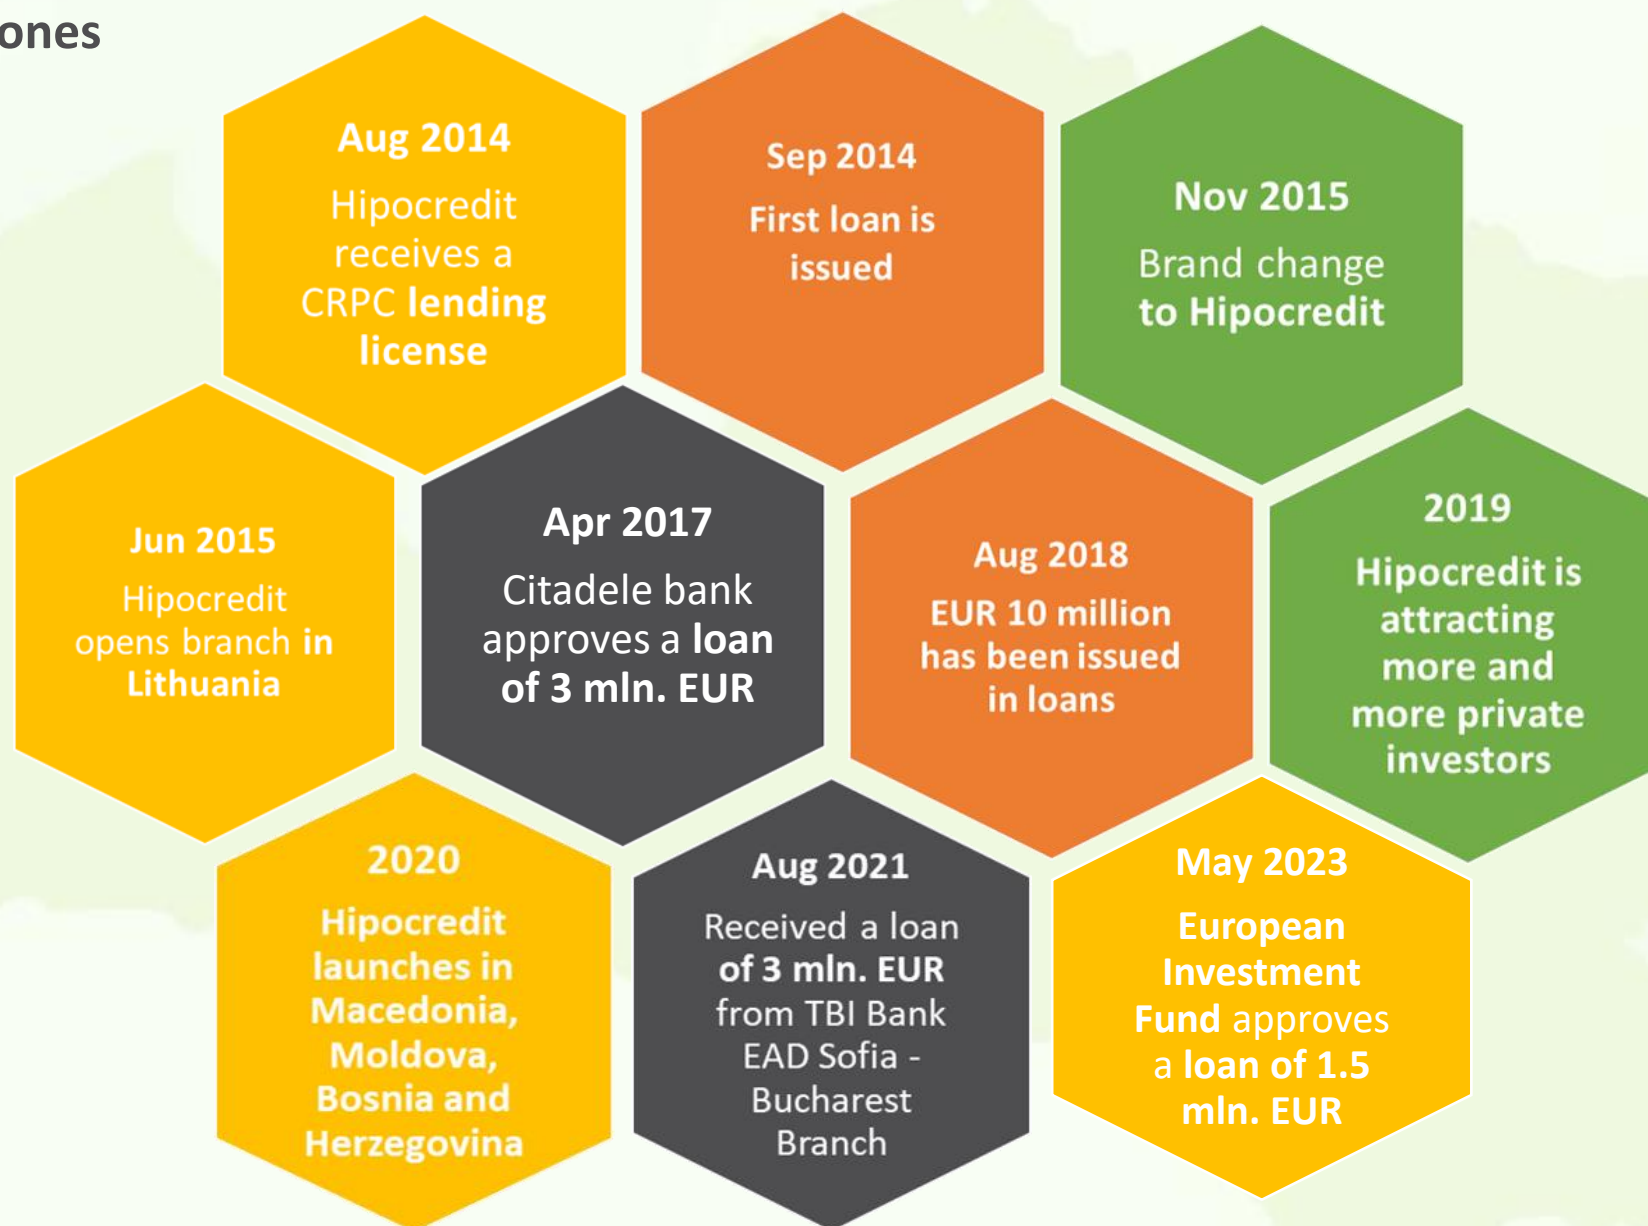 ones
Aug 2014
Hipocredit
receives a
CRPC lending
license
Sep 2014
First loan is
issued
Nov 2015
Brand change
to Hipocredit
Jun 2015
Hipocredit
opens branch in
Lithuania
Apr 2017
Citadele bank
approves a loan
of 3 mln. EUR
Aug 2018
EUR 10 million
has been issued
in loans
2019
Hipocredit is
attracting
more and
more private
investors
2020
Hipocredit
launches in
Macedonia,
Moldova,
Bosnia and
Herzegovina
Aug 2021
Received a loan
of 3 mln. EUR
from TBI Bank
EAD Sofia -
Bucharest
Branch
May 2023
European
Investment
Fund approves
a loan of 1.5
mln. EUR